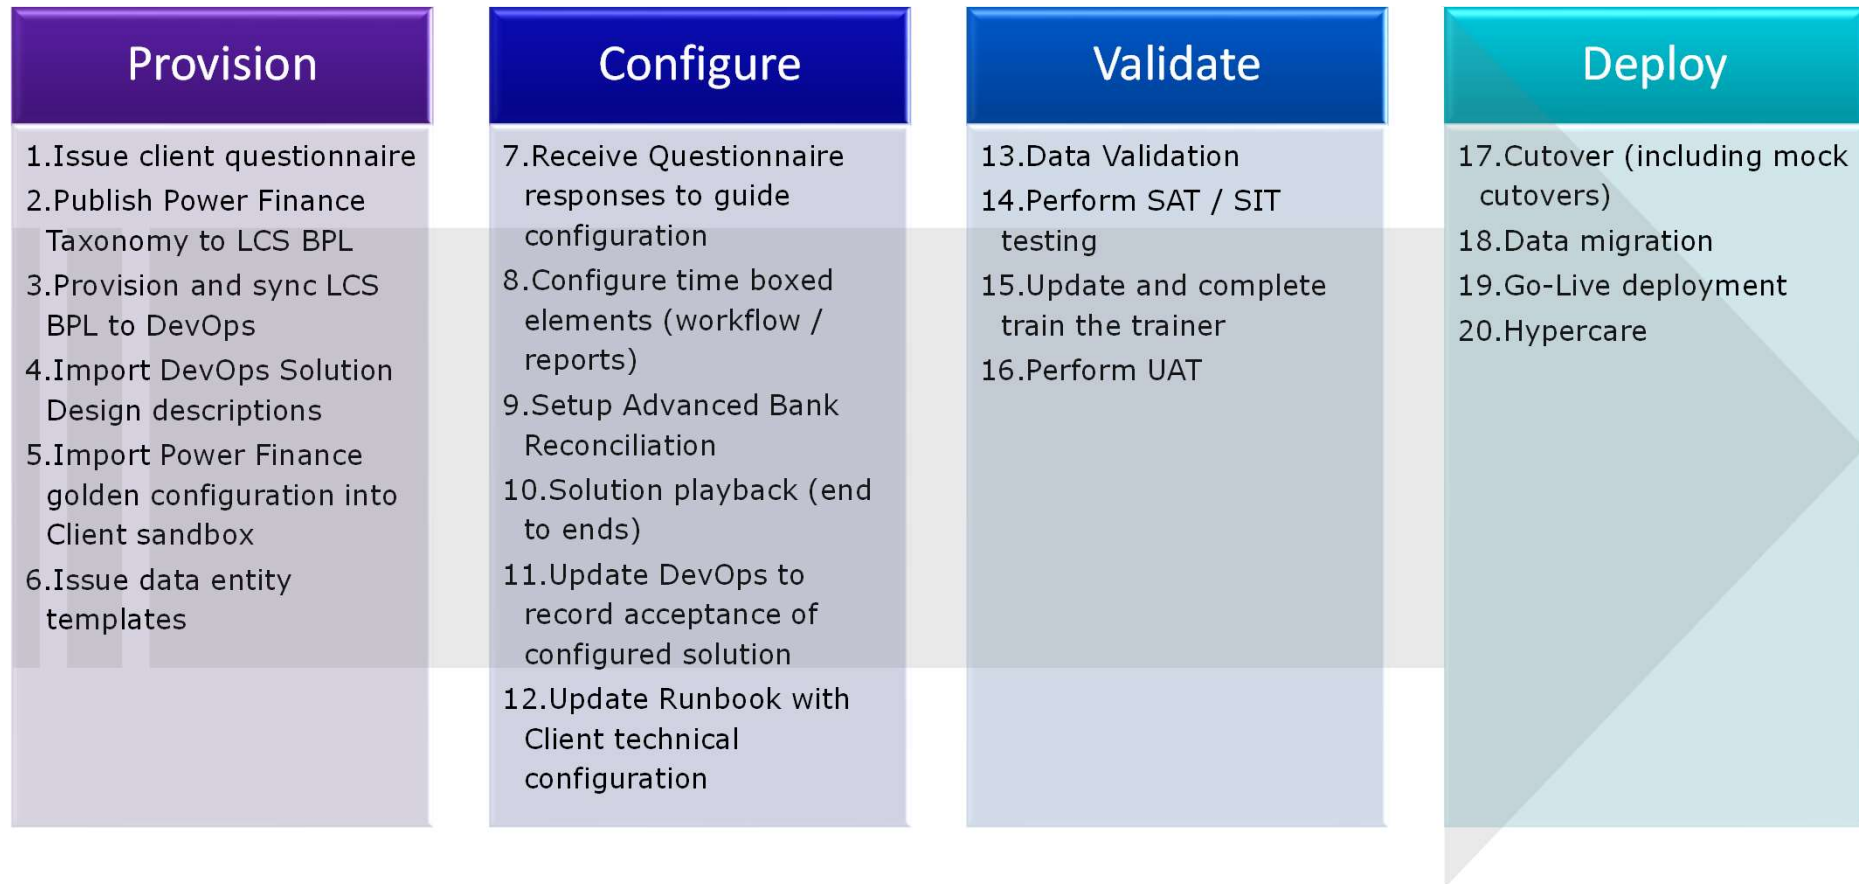 Provision
1.Issue client questionnaire
2.Publish Power Finance
Taxonomy to LCS BPL
3.Provision and sync LCS
BPL to DevOps
4.Import DevOps Solution
Design descriptions
5.Import Power Finance
golden configuration into
Client sandbox
6.Issue data entity
templates
Configure
7.Receive Questionnaire
responses to guide
configuration
8.Configure time boxed
elements (workflow /
reports)
9.Setup Advanced Bank
Reconciliation
10.Solution playback (end
to ends)
11.Update DevOps to
record acceptance of
configured solution
12.Update Runbook with
Client technical
configuration
Validate
13.Data Validation
14.Perform SAT / SIT
testing
15.Update and complete
train the trainer
16.Perform UAT
Deploy
17.Cutover (including mock
cutovers)
18.Data migration
19.Go-Live deployment
20.Hypercare